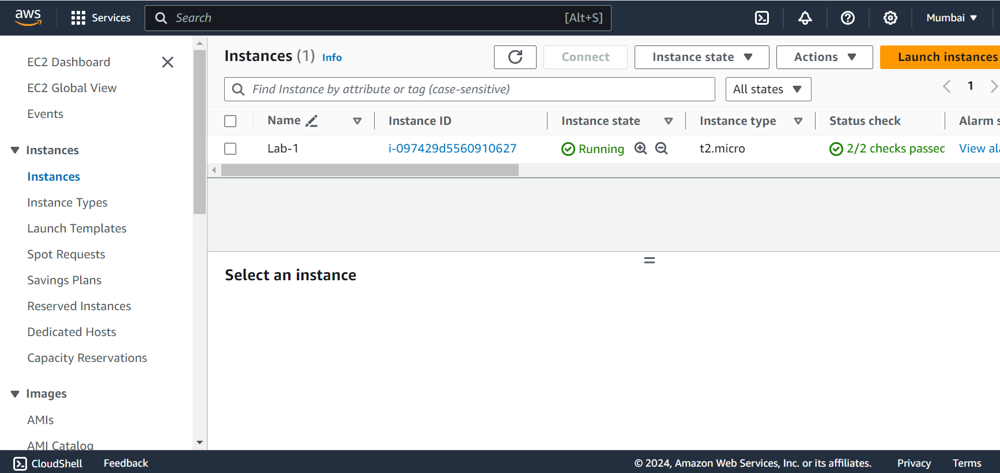 aws
Services
Search [Alt+S]
Mumbai
EC2 Dashboard
EC2 Global View
Events
Instances
Instances
Instance Types
Launch Templates
Spot Requests
Savings Plans
Reserved Instances
Dedicated Hosts
Capacity Reservations
Images
AMIs
AMI Catalog
Instances (1) Info
Connect
Instance state
Actions
Launch instances
Find Instance by attribute or tag (case-sensitive)
All states
1
Name Instance ID Instance state Instance type Status check Alarm s
Lab-1 i-097429d5560910627 Running t2.micro 2/2 checks passed View ala
Select an instance
CloudShell Feedback © 2024, Amazon Web Services, Inc. or its affiliates. Privacy Terms